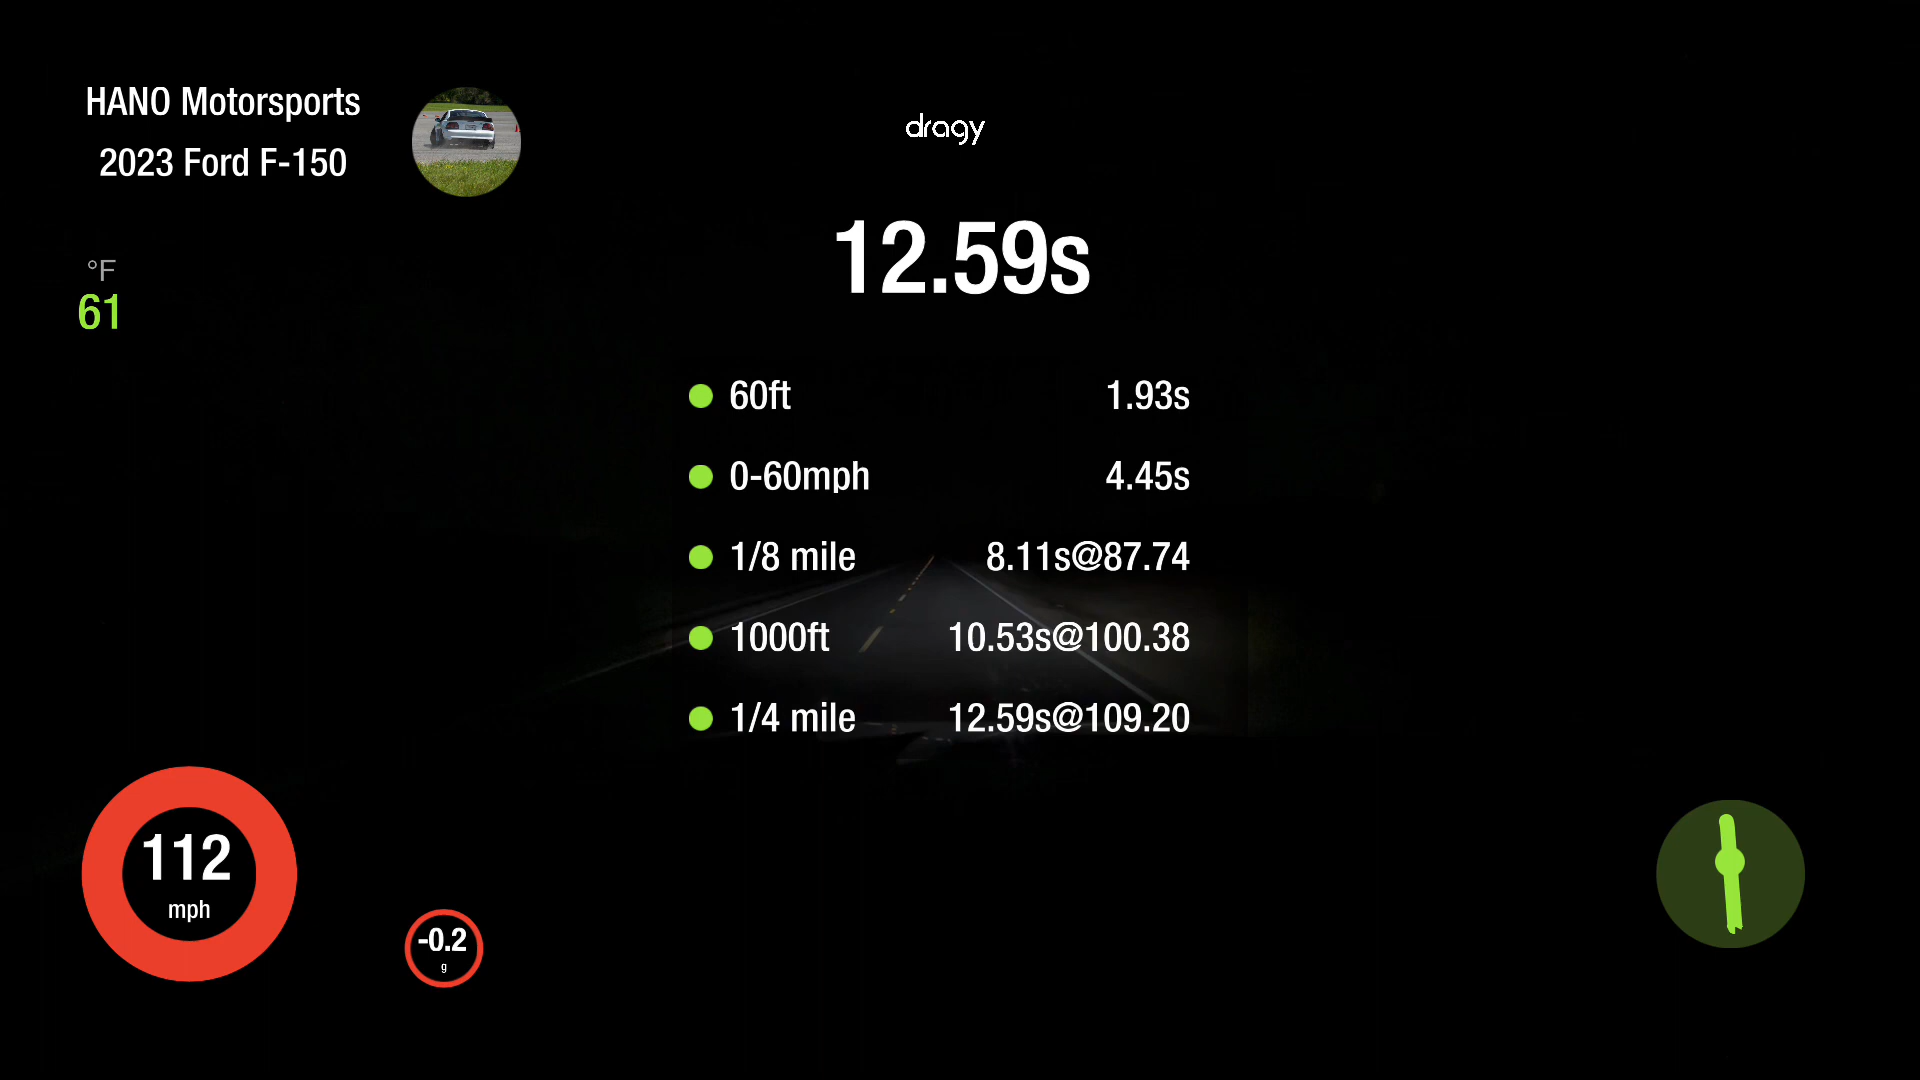 HANO Motorsports
2023 Ford F-150
dragy
°F
61
12.59s
60ft 1.93s
0-60mph 4.45s
1/8 mile 8.11s@87.74
1000ft 10.53s@100.38
1/4 mile 12.59s@109.20
112
mph
-0.2
g